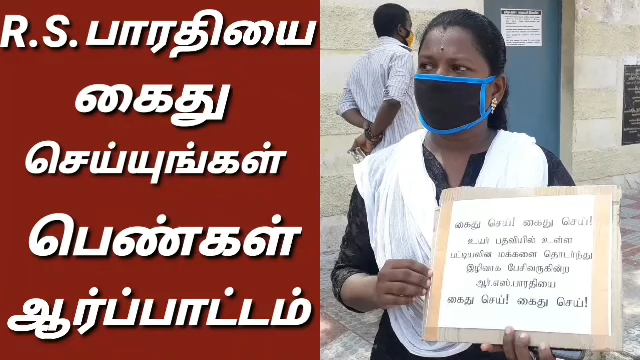 R.S.பாரதியை
கைது
செய்யுங்கள்
பெண்கள்
ஆர்ப்பாட்டம்
கைது செய்! கைது செய்!
உயர் பதவியில் உள்ள
பட்டியலின மக்களை தொடர்ந்து
இழிவாக பேசிவருகின்ற
ஆர்.எஸ்.பாரதியை
கைது செய்! கைது செய்!